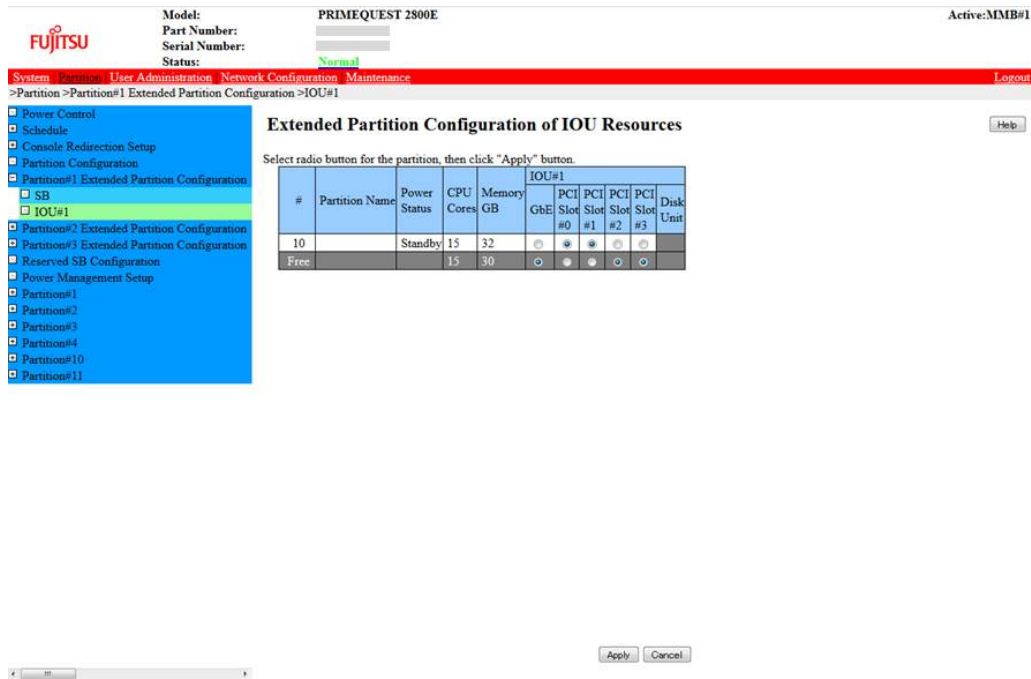 FUJITSU
Model: PRIMEQUEST 2800E
Part Number:
Serial Number:
Status: Normal
Active:MMB#1
System | Partition | User Administration | Network Configuration | Maintenance
Logout
>Partition >Partition#1 Extended Partition Configuration >IOU#1
Power Control
Schedule
Console Redirection Setup
Partition Configuration
Partition#1 Extended Partition Configuration
SB
IOU#1
Partition#2 Extended Partition Configuration
Partition#3 Extended Partition Configuration
Reserved SB Configuration
Power Management Setup
Partition#1
Partition#2
Partition#3
Partition#4
Partition#10
Partition#11
Extended Partition Configuration of IOU Resources
Help
Select radio button for the partition, then click "Apply" button.
IOU#1
# Partition Name Power Status CPU Cores Memory GB GbE PCI Slot #0 PCI Slot #1 PCI Slot #2 PCI Slot #3 Disk Unit
10 Standby 15 32
Free 15 30
Apply Cancel